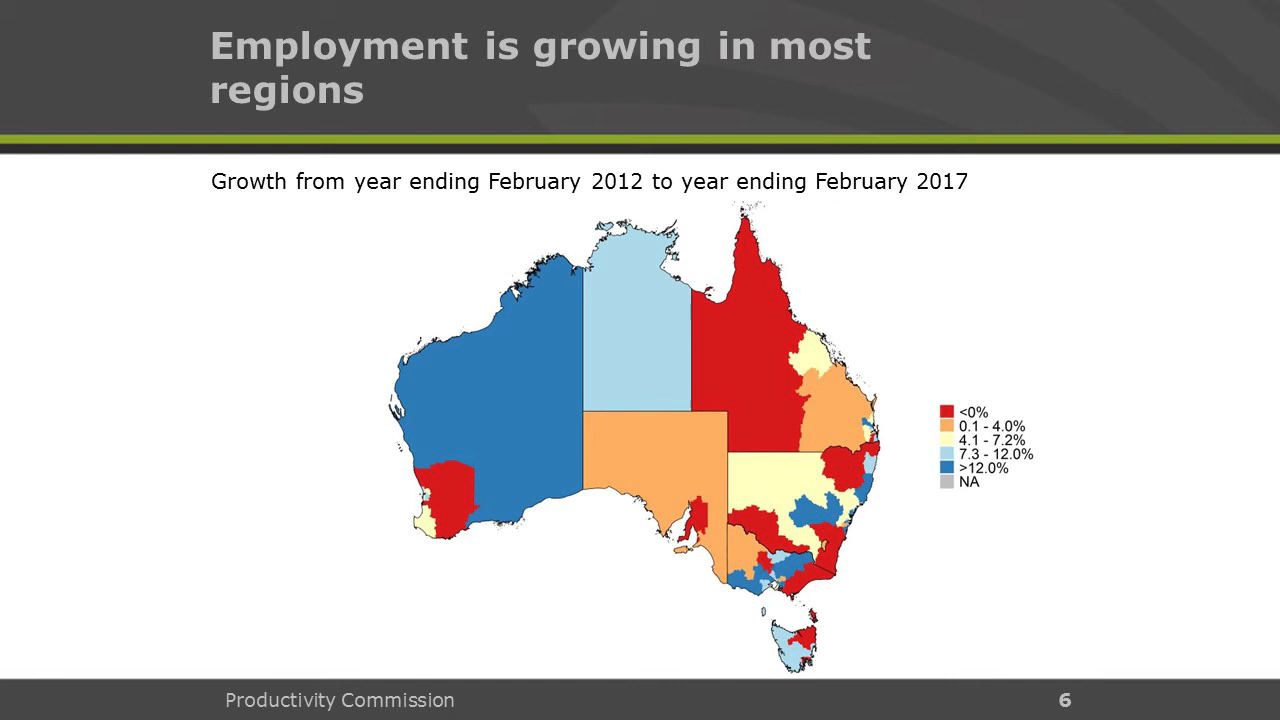 Employment is growing in most
regions
Growth from year ending February 2012 to year ending February 2017
<0%
0.1 - 4.0%
4.1 - 7.2%
7.3 - 12.0%
>12.0%
NA
Productivity Commission
6